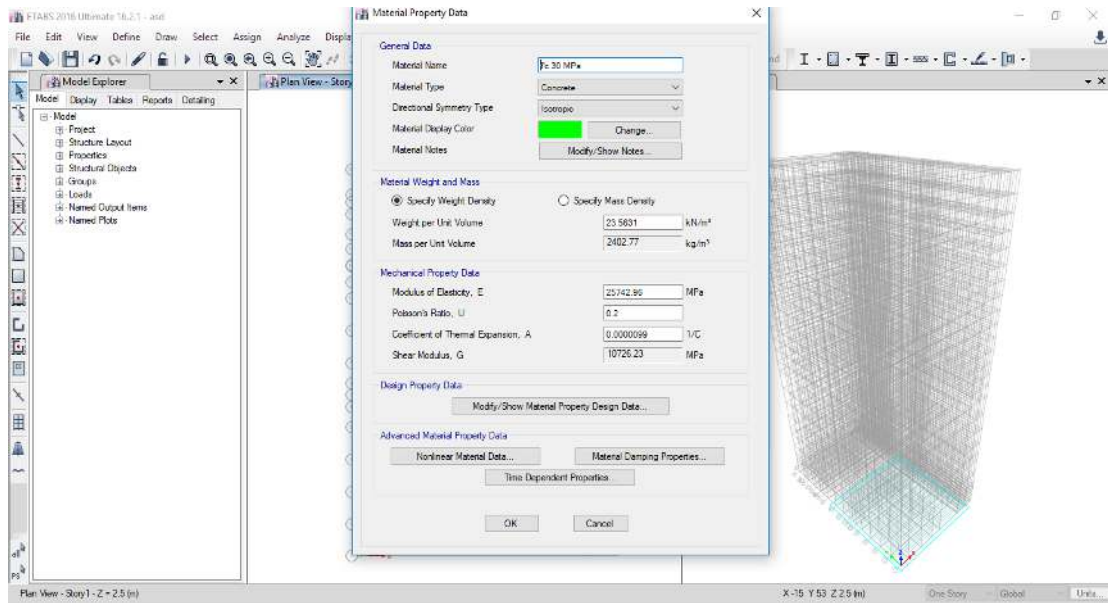 ETABS 2016 Ultimate 16.2.1 - asd
File Edit View Define Draw Select Assign Analyze Displa
Model Explorer
Model Display Tables Reports Detailing
Model
Project
Structure Layout
Properties
Structural Objects
Groups
Loads
Named Output Items
Named Plots
Plan View - Story
Material Property Data
General Data
Material Name
fc 30 MPa
Material Type
Concrete
Directional Symmetry Type
Isotropic
Material Display Color
Change...
Material Notes
Modify/Show Notes...
Material Weight and Mass
Specify Weight Density
Specify Mass Density
Weight per Unit Volume
23.5631
kN/m³
Mass per Unit Volume
2402.77
kg/m³
Mechanical Property Data
Modulus of Elasticity, E
25742.96
MPa
Poisson's Ratio, U
0.2
Coefficient of Thermal Expansion, A
0.0000099
1/C
Shear Modulus, G
10726.23
MPa
Design Property Data
Modify/Show Material Property Design Data...
Advanced Material Property Data
Nonlinear Material Data...
Material Damping Properties...
Time Dependent Properties...
OK
Cancel
Plan View - Story1 - Z = 2.5 (m)
X -15 Y 53 Z 2.5 (m)
One Story
Global
Units...